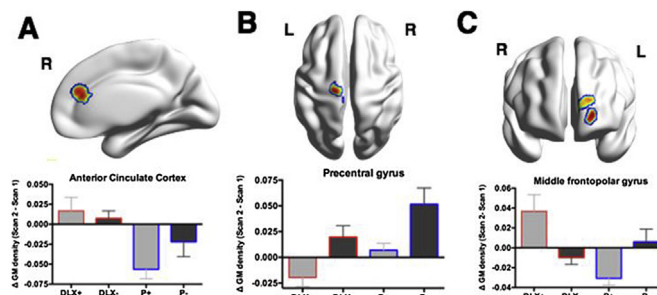 A
B
C
R
L
R
R
L
Anterior Cinculate Cortex
Δ GM density (Scan 2 - Scan 1)
0.050
0.025
0.000
-0.025
-0.050
-0.075
DLX+ DLX- P+ P-
Precentral gyrus
Δ GM density (Scan 2 - Scan 1)
0.075
0.050
0.025
0.000
-0.025
Middle frontopolar gyrus
Δ GM density (Scan 2- Scan 1)
0.06
0.04
0.02
0.00
-0.02
-0.04